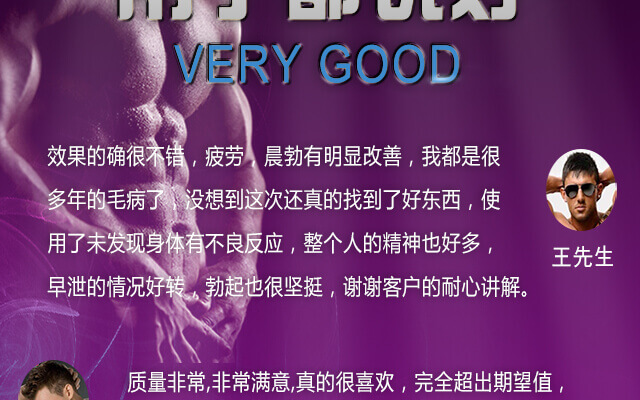 用了都说好
VERY GOOD
效果的确很不错，疲劳，晨勃有明显改善，我都是很
多年的毛病了，没想到这次还真的找到了好东西，使
用了未发现身体有不良反应，整个人的精神也好多，
早泄的情况好转，勃起也很坚挺，谢谢客户的耐心讲解。
王先生
质量非常,非常满意,真的很喜欢，完全超出期望值，